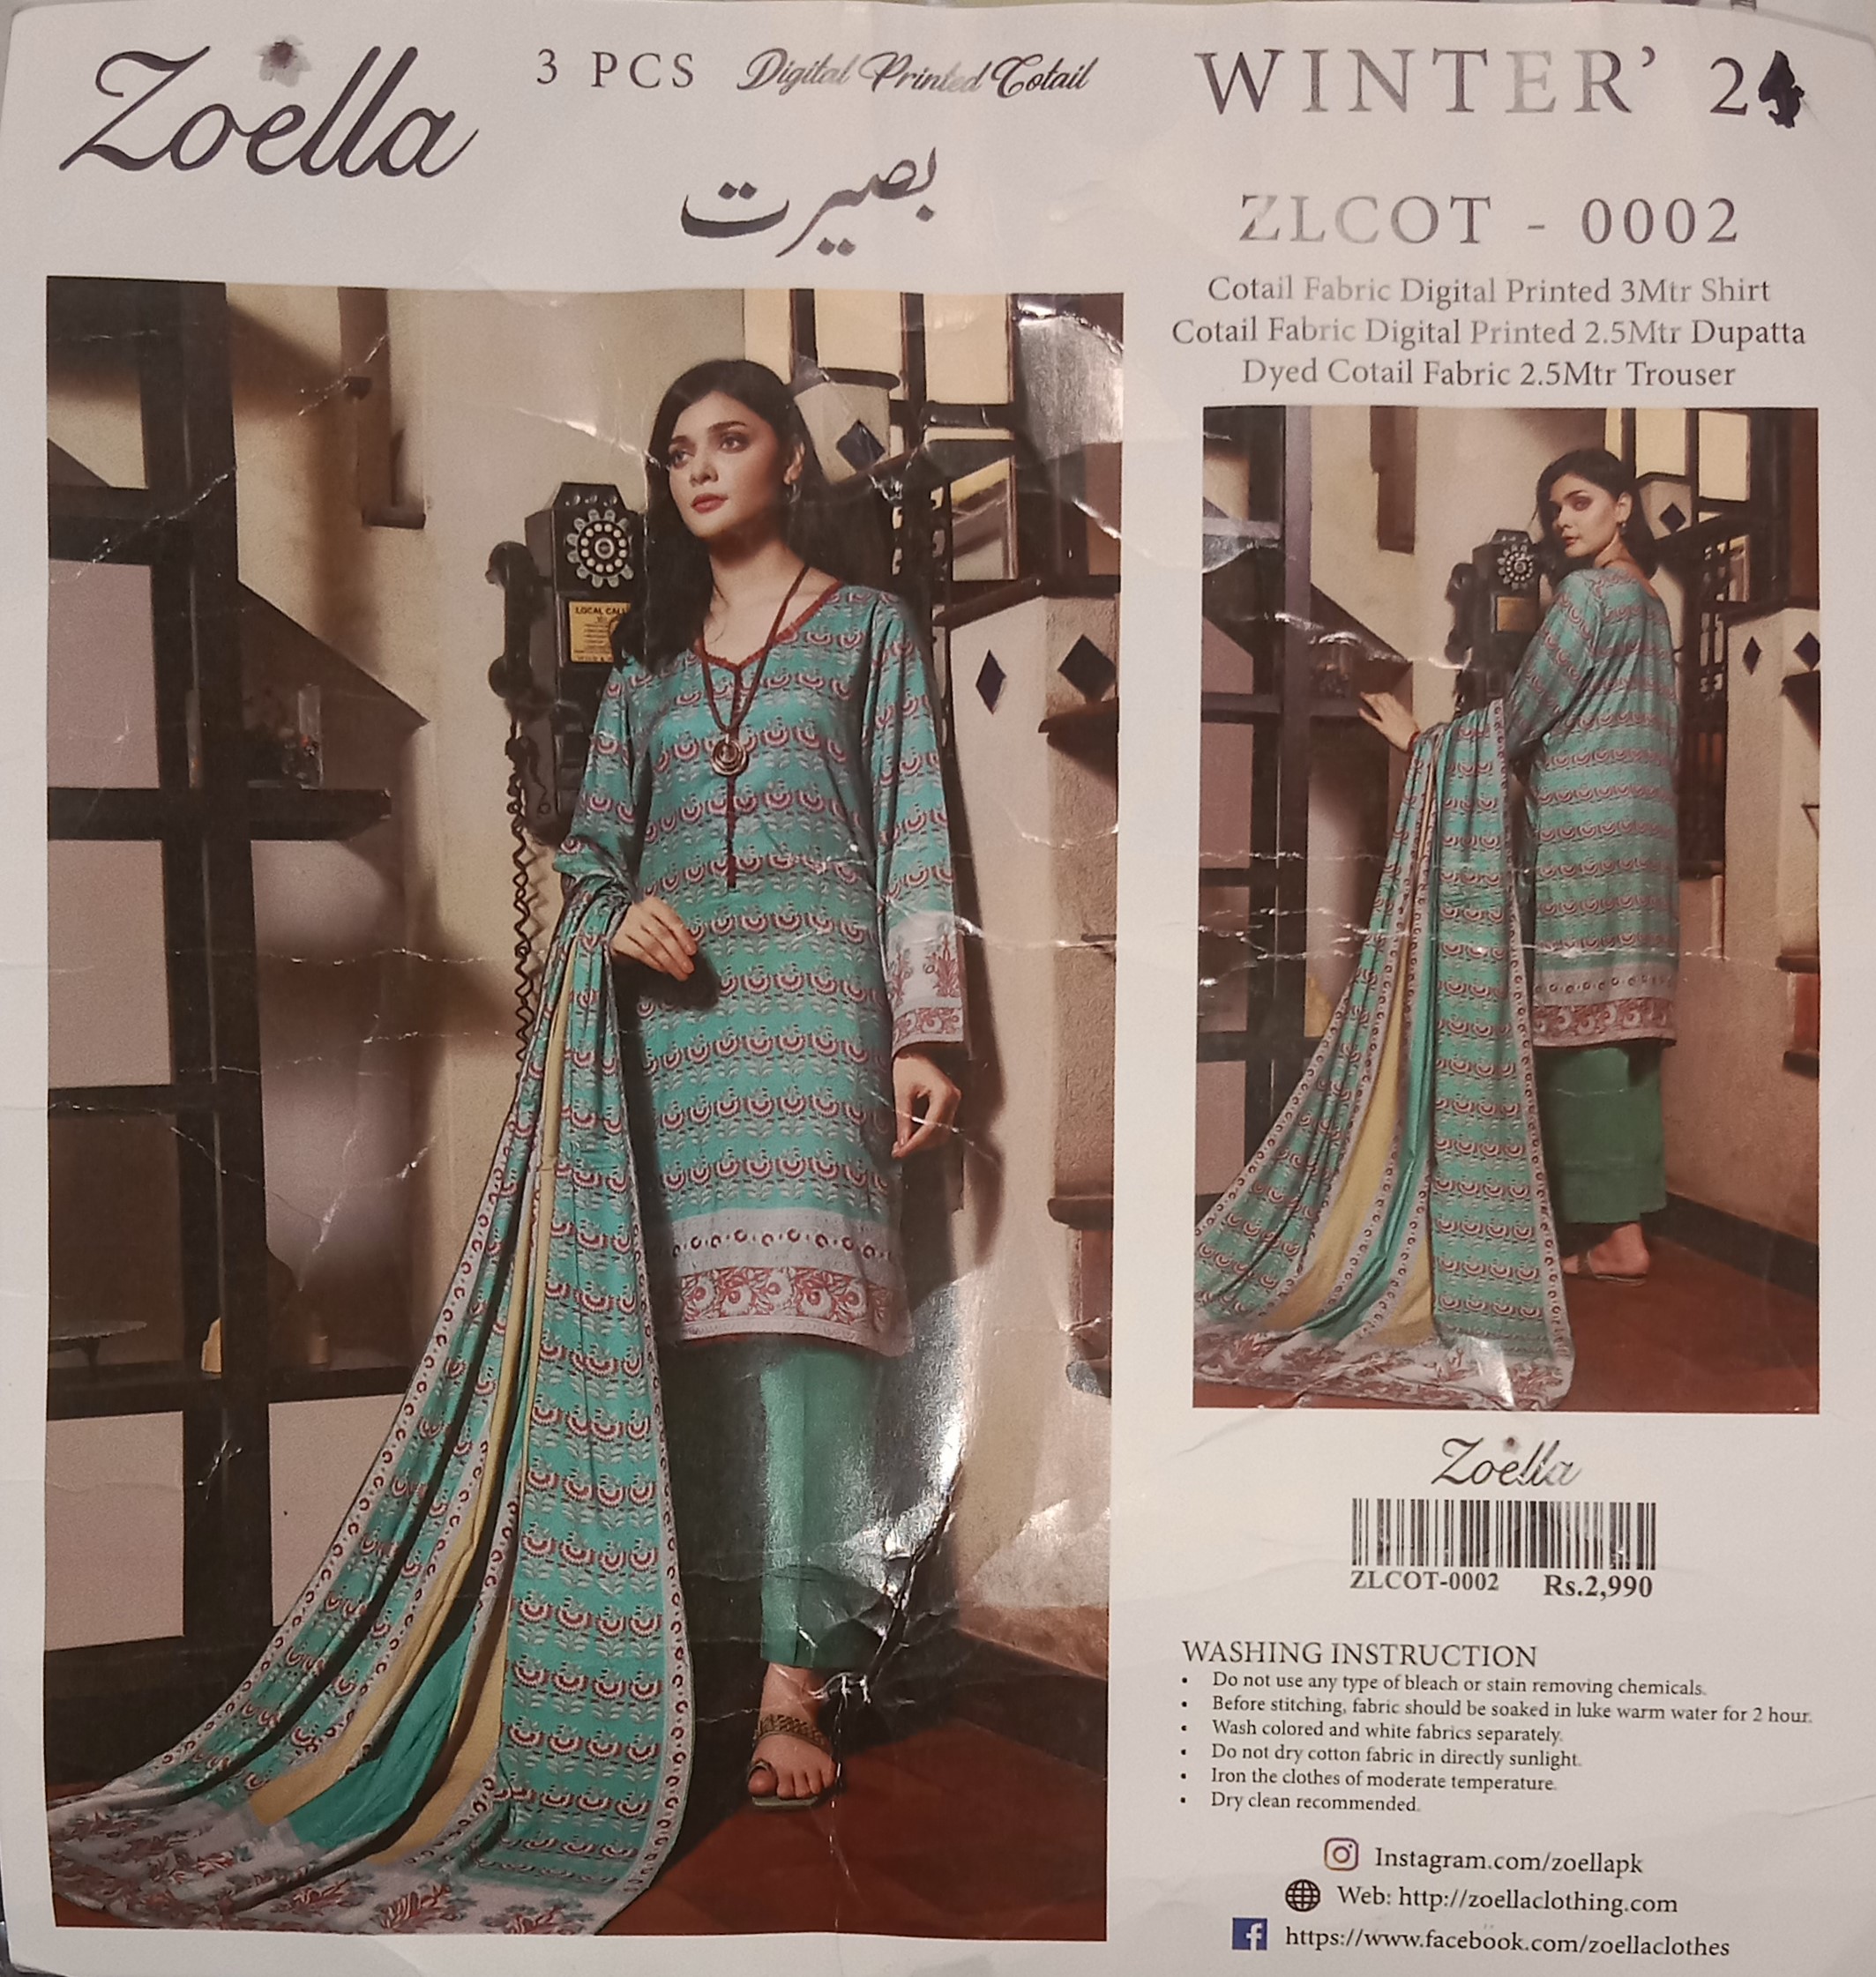 Zoella
3 PCS Digital Printed Cotail
بصیرت
WINTER' 2
ZLCOT - 0002
Cotail Fabric Digital Printed 3Mtr Shirt
Cotail Fabric Digital Printed 2.5Mtr Dupatta
Dyed Cotail Fabric 2.5Mtr Trouser
LOCAL CALL
Zoella
ZLCOT-0002 Rs.2,990
WASHING INSTRUCTION
• Do not use any type of bleach or stain removing chemicals.
• Before stitching, fabric should be soaked in luke warm water for 2 hour.
• Wash colored and white fabrics separately.
• Do not dry cotton fabric in directly sunlight.
• Iron the clothes of moderate temperature.
• Dry clean recommended.
Instagram.com/zoellapk
Web: http://zoellaclothing.com
https://www.facebook.com/zoellaclothes